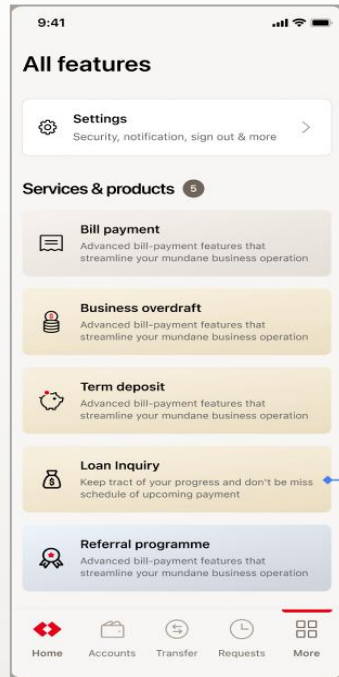 9:41
All features
Settings
Security, notification, sign out & more
Services & products 5
Bill payment
Advanced bill-payment features that
streamline your mundane business operation
Business overdraft
Advanced bill-payment features that
streamline your mundane business operation
Term deposit
Advanced bill-payment features that
streamline your mundane business operation
Loan Inquiry
Keep tract of your progress and don't be miss
schedule of upcoming payment
Referral programme
Advanced bill-payment features that
streamline your mundane business operation
Home Accounts Transfer Requests More